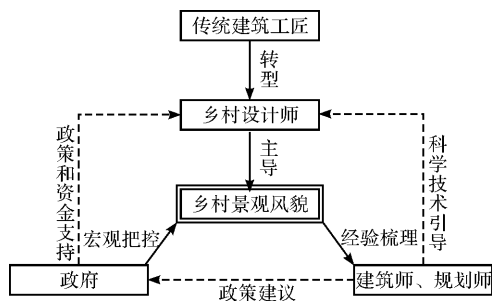 传统建筑工匠
转型
乡村设计师
政策和资金支持
主导
科学技术引导
乡村景观风貌
宏观把控
经验梳理
政府
建筑师、规划师
政策建议